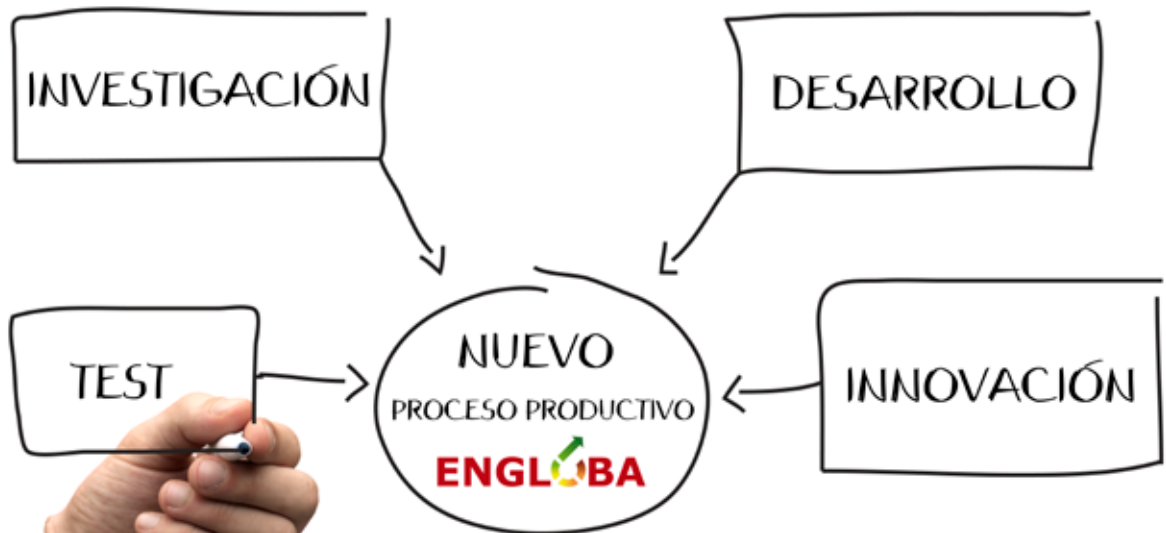 INVESTIGACIÓN
DESARROLLO
TEST
NUEVO
PROCESO PRODUCTIVO
ENGLOBA
INNOVACIÓN